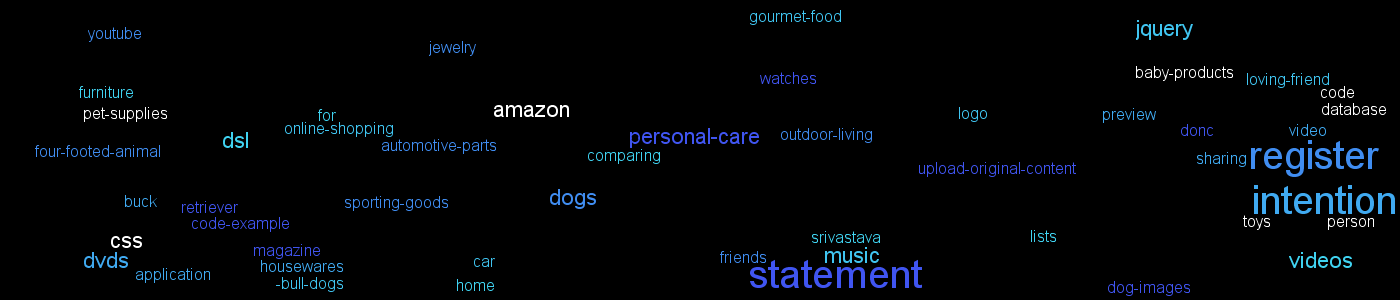 gourmet-food
youtube
jquery
jewelry
baby-products
watches
loving-friend
furniture
code
pet-supplies
amazon
database
for
logo
preview
online-shopping
donc
video
dsl
personal-care
outdoor-living
automotive-parts
four-footed-animal
comparing
sharing
register
upload-original-content
buck
retriever
sporting-goods
dogs
intention
code-example
toys
person
css
srivastava
lists
magazine
dvds
housewares
car
friends
music
videos
application
statement
-bull-dogs
home
dog-images